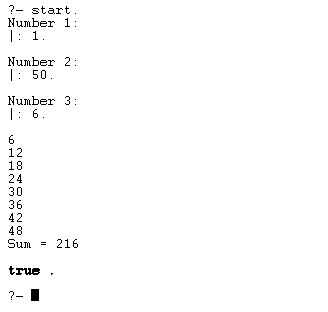 ?- start.
Number 1:
|: 1.
Number 2:
|: 50.
Number 3:
|: 6.
6
12
18
24
30
36
42
48
Sum = 216
true .
?-